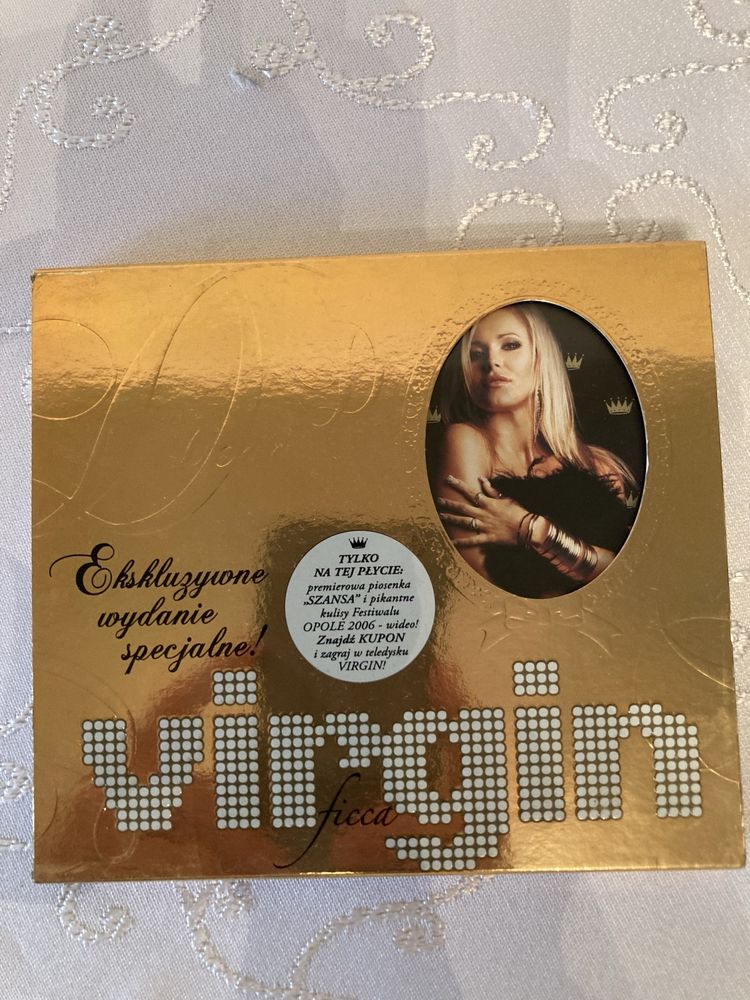 Ekskluzywne
wydanie
specjalne!
TYLKO
NA TEJ PŁYCIE:
premierowa piosenka
„SZANSA” i pikantne
kulisy Festiwalu
OPOLE 2006 - wideo!
Znajdź KUPON
i zagraj w teledysku
VIRGIN!
virgin
ficca